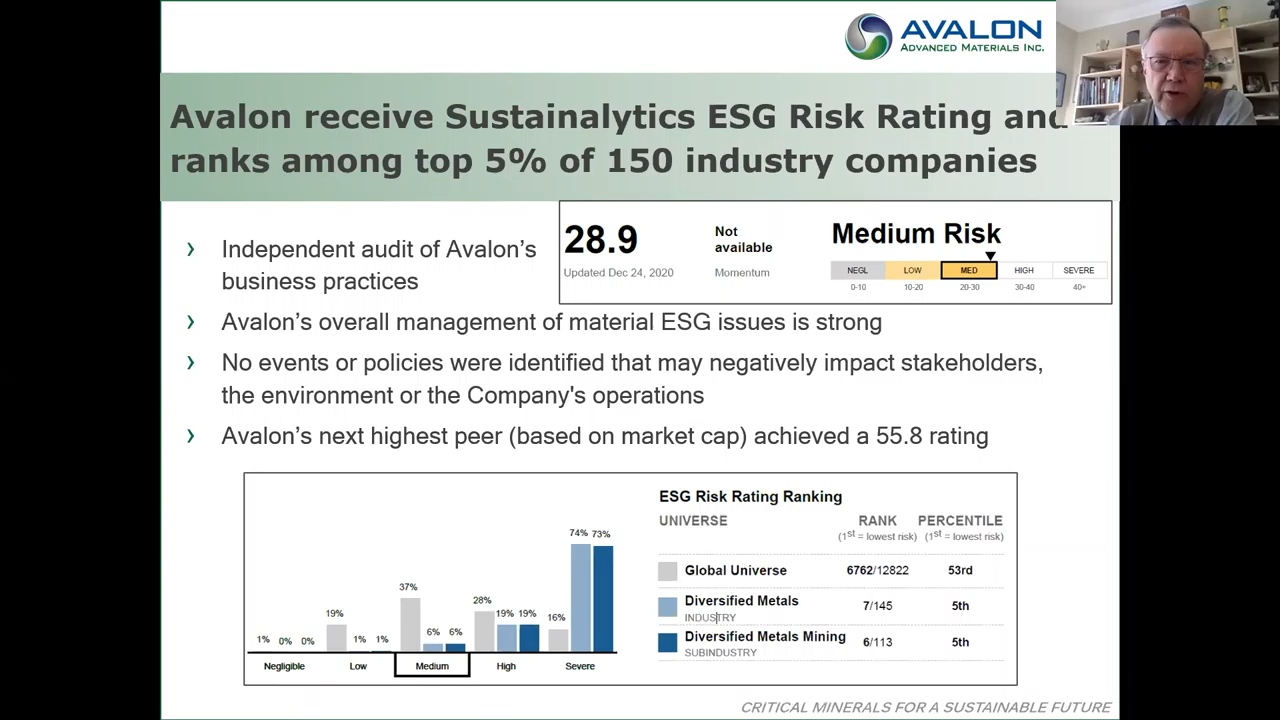 AVALON
ADVANCED MATERIALS INC.
Avalon receive Sustainalytics ESG Risk Rating and
ranks among top 5% of 150 industry companies
› Independent audit of Avalon’s
business practices
28.9
Updated Dec 24, 2020
Not
available
Momentum
Medium Risk
NEGL LOW MED HIGH SEVERE
0-10 10-20 20-30 30-40 40+
› Avalon’s overall management of material ESG issues is strong
› No events or policies were identified that may negatively impact stakeholders,
the environment or the Company's operations
› Avalon’s next highest peer (based on market cap) achieved a 55.8 rating
1% 0% 0% 19% 1% 1% 37% 6% 6% 28% 19% 19% 16% 74% 73%
Negligible Low Medium High Severe
ESG Risk Rating Ranking
UNIVERSE RANK PERCENTILE
(1st = lowest risk) (1st = lowest risk)
Global Universe 6762/12822 53rd
Diversified Metals 7/145 5th
INDUSTRY
Diversified Metals Mining 6/113 5th
SUBINDUSTRY
CRITICAL MINERALS FOR A SUSTAINABLE FUTURE